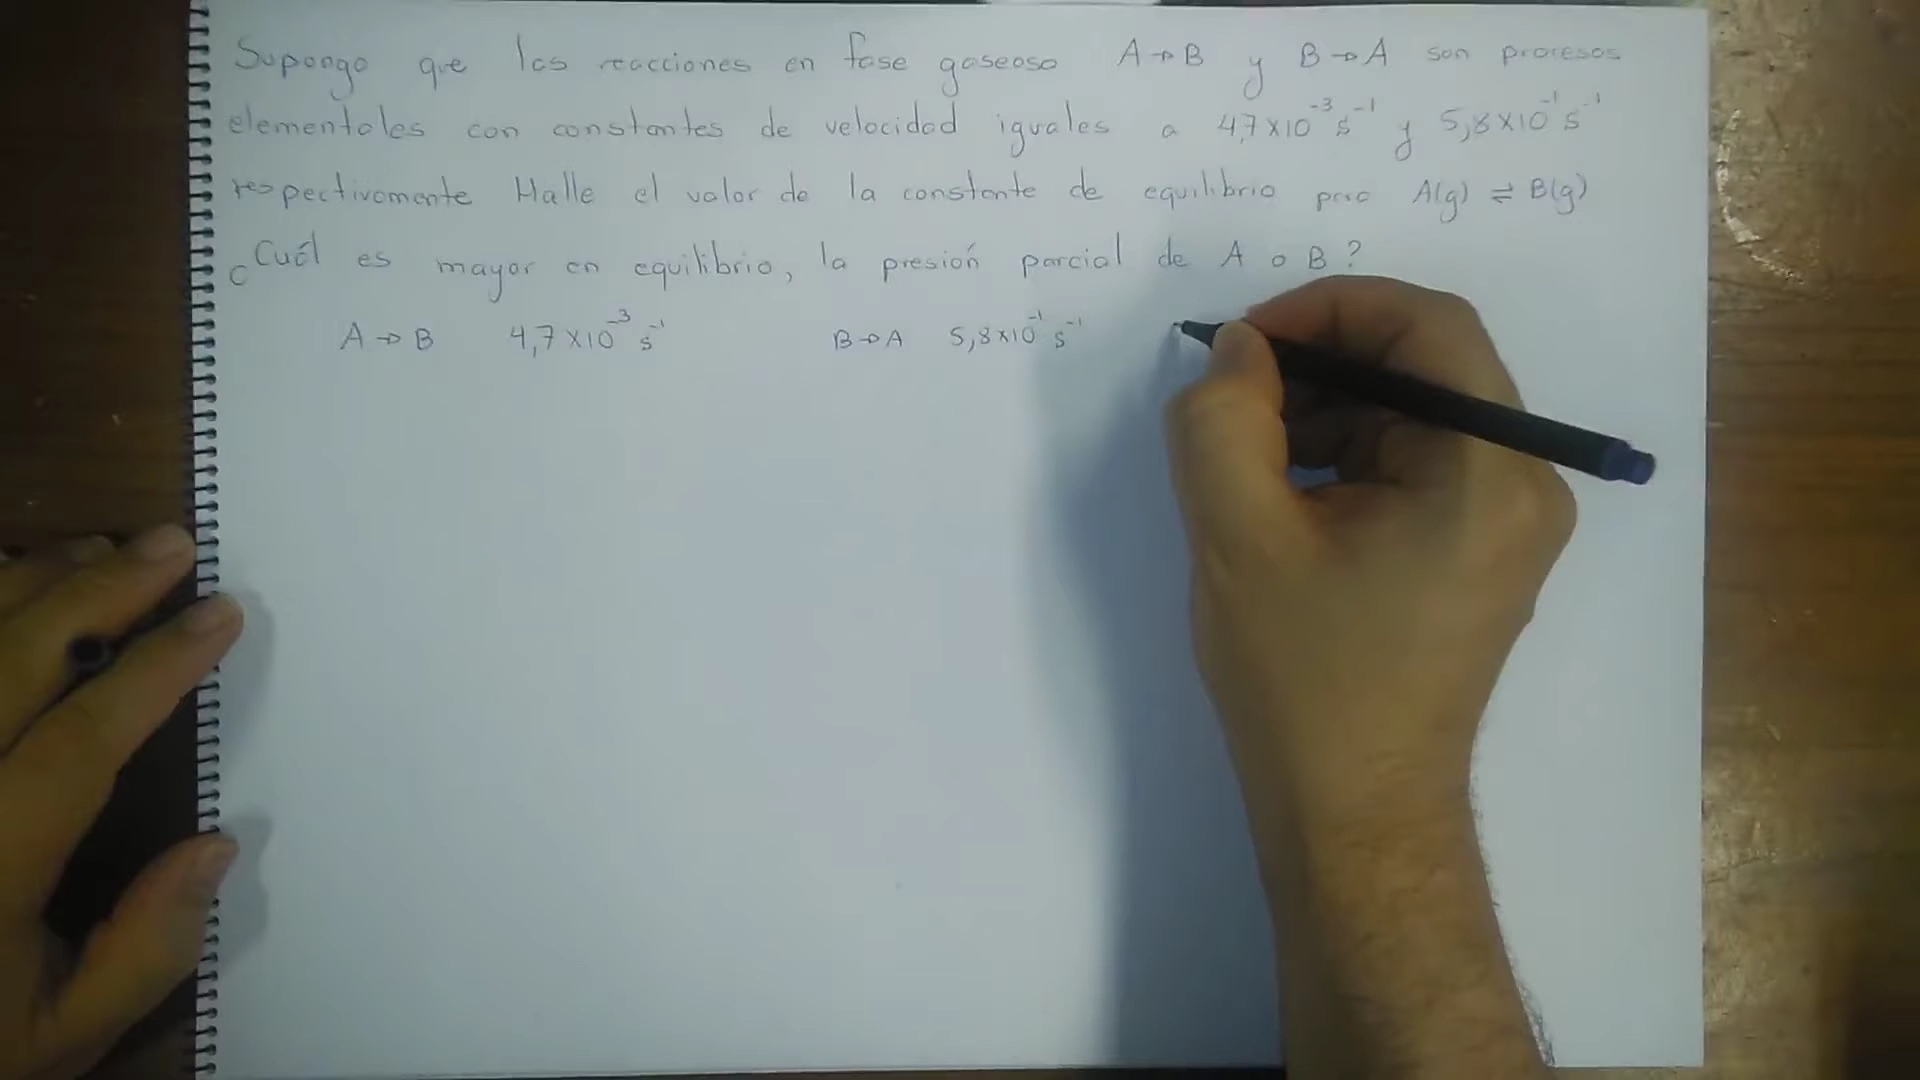 Suponga que las reacciones en fase gaseosa A → B y B → A son procesos
elementales con constantes de velocidad iguales a 4,7×10⁻³ s⁻¹ y 5,8×10⁻¹ s⁻¹
respectivamente Halle el valor de la constante de equilibrio para A(g) ⇌ B(g)
¿Cuál es mayor en equilibrio, la presión parcial de A o B?
A → B 4,7×10⁻³ s⁻¹ B → A 5,8×10⁻¹ s⁻¹